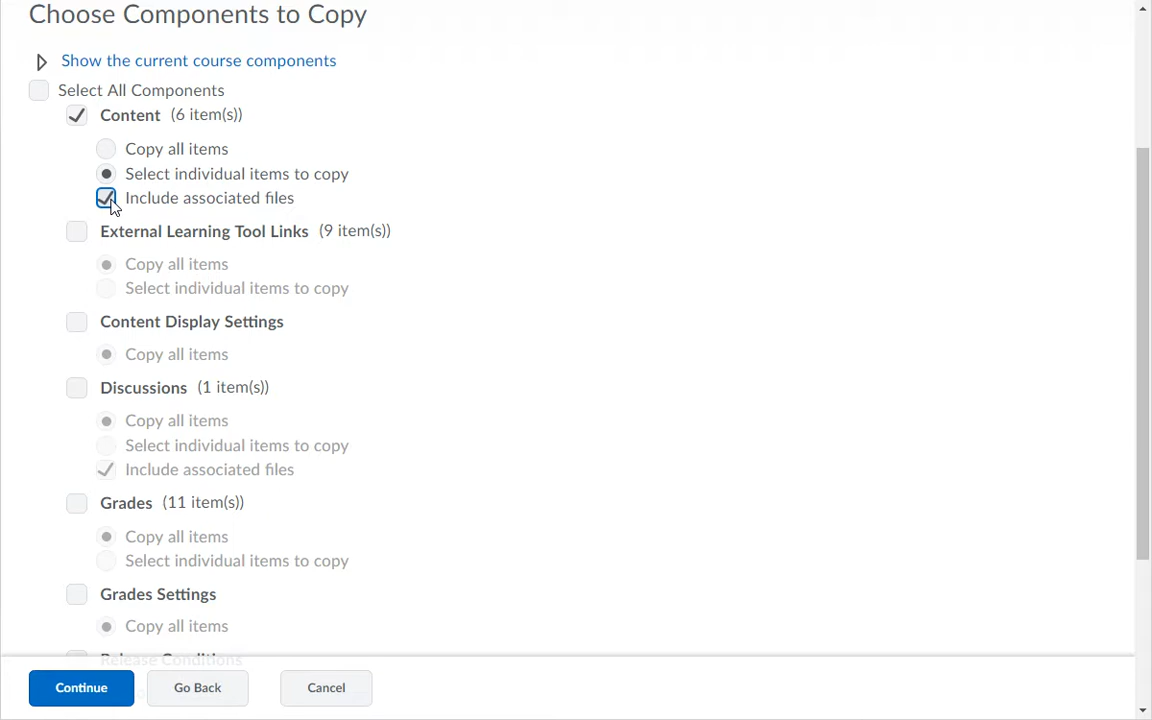 Choose Components to Copy
Show the current course components
Select All Components
Content (6 item(s))
Copy all items
Select individual items to copy
Include associated files
External Learning Tool Links (9 item(s))
Copy all items
Select individual items to copy
Content Display Settings
Copy all items
Discussions (1 item(s))
Copy all items
Select individual items to copy
Include associated files
Grades (11 item(s))
Copy all items
Select individual items to copy
Grades Settings
Copy all items
Release Conditions
Continue Go Back Cancel